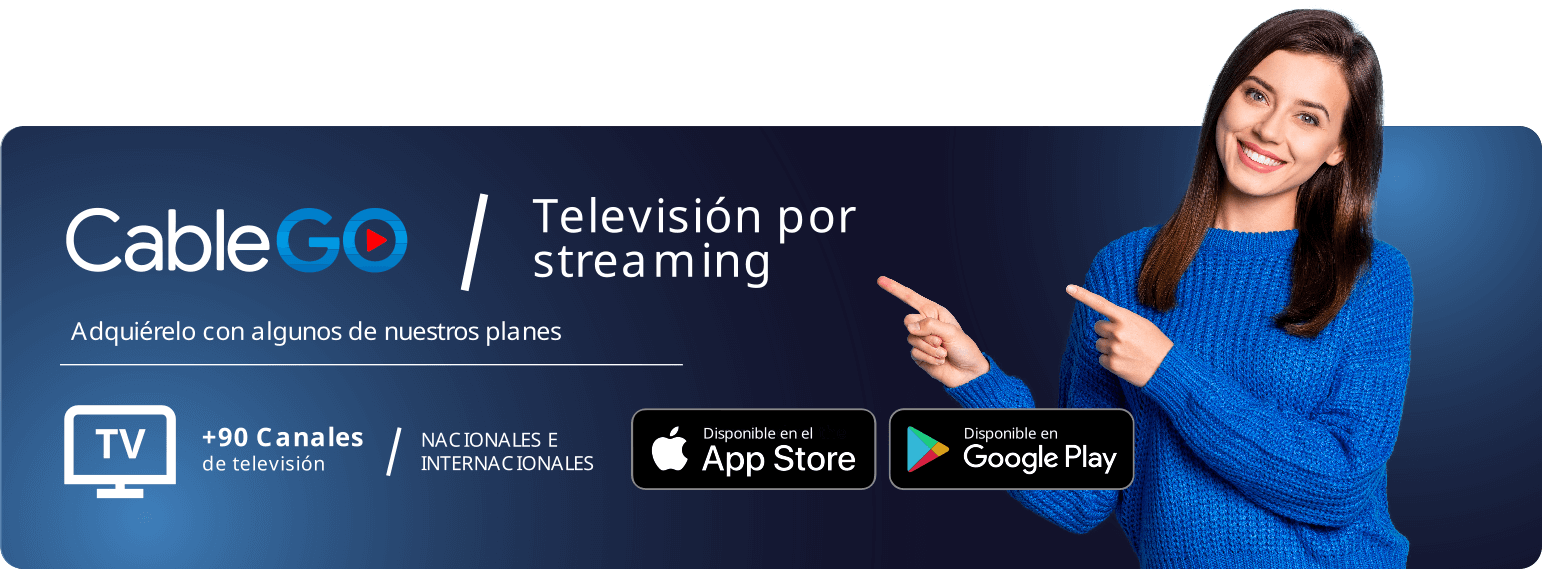 CableGO
Televisión por
streaming
Adquiérelo con algunos de nuestros planes
TV
+90 Canales
de televisión
NACIONALES E
INTERNACIONALES
Disponible en el
App Store
Disponible en
Google Play